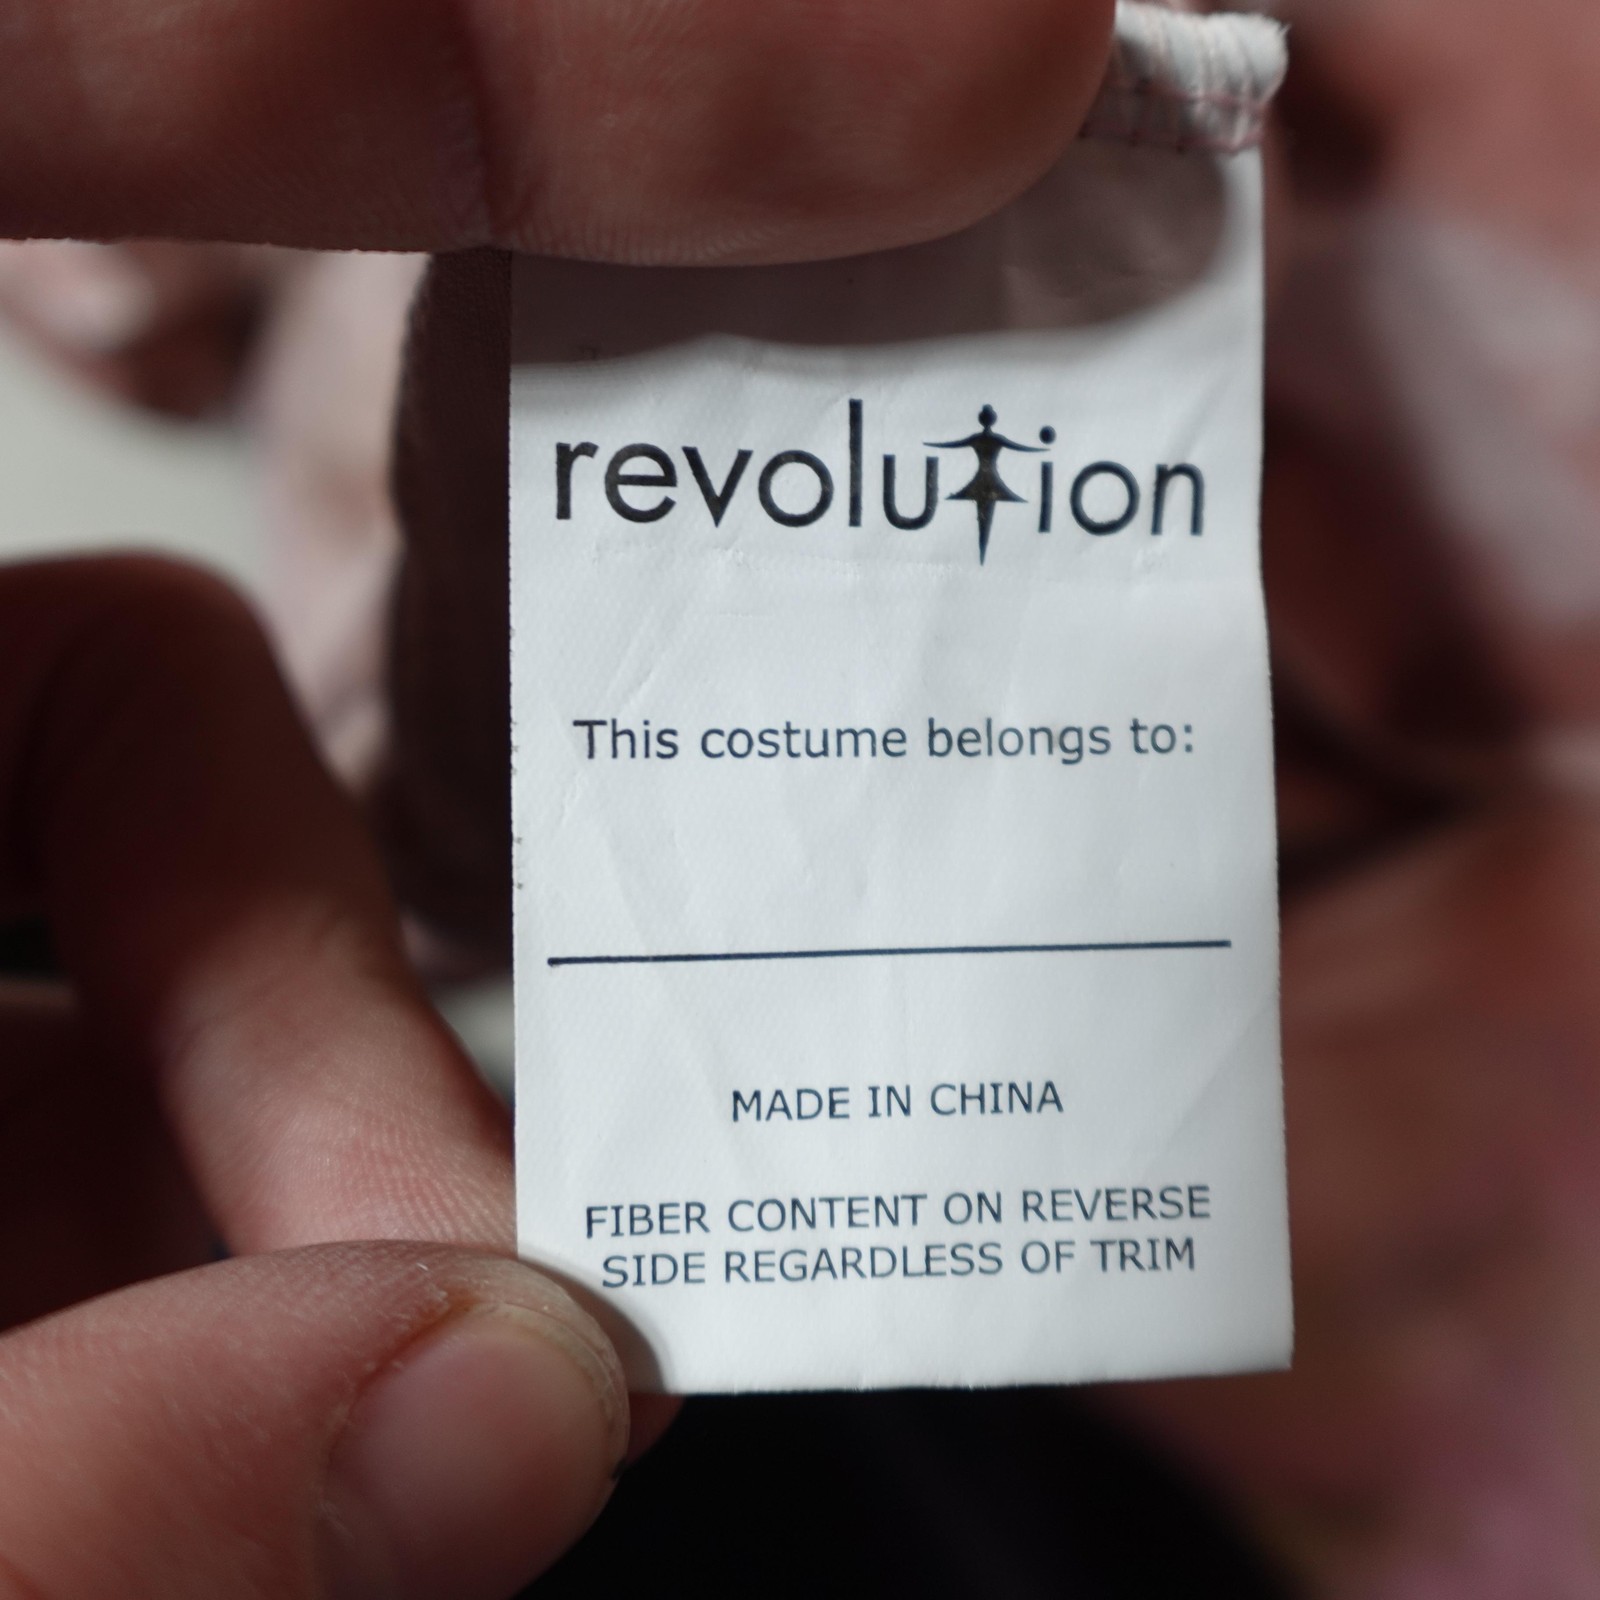 revolution
This costume belongs to:
MADE IN CHINA
FIBER CONTENT ON REVERSE
SIDE REGARDLESS OF TRIM